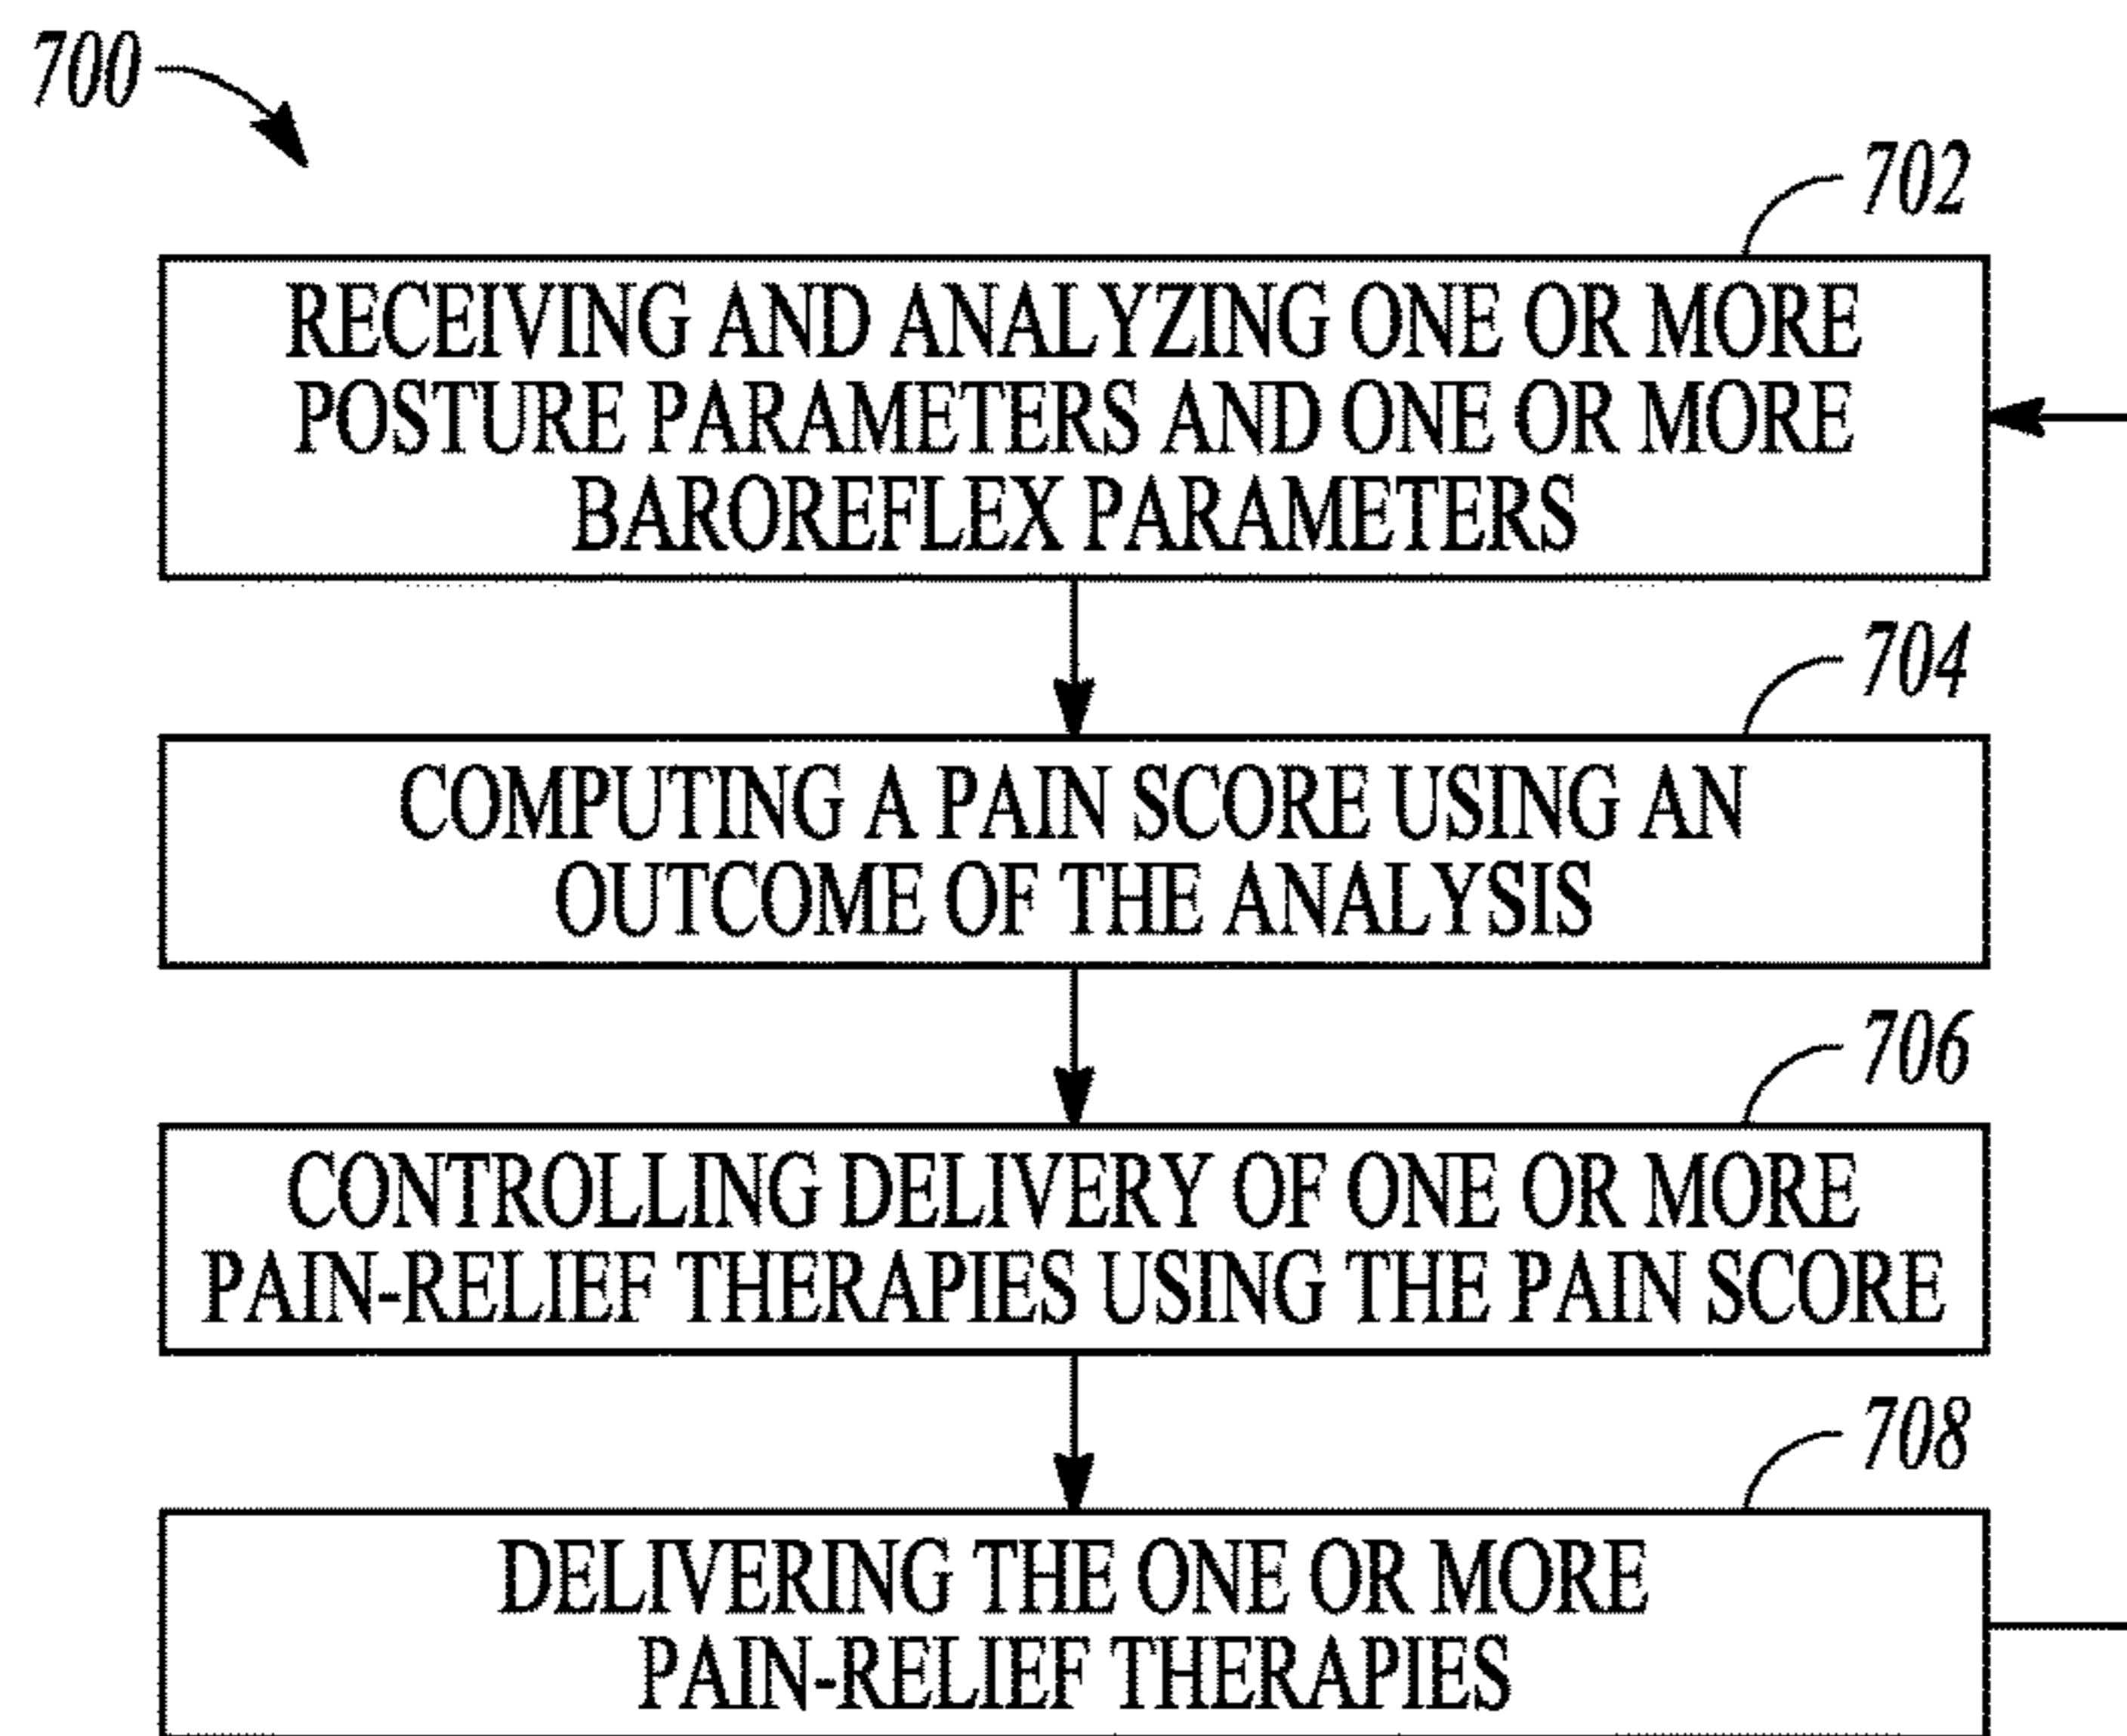 700
702
RECEIVING AND ANALYZING ONE OR MORE
POSTURE PARAMETERS AND ONE OR MORE
BAROREFLEX PARAMETERS
704
COMPUTING A PAIN SCORE USING AN
OUTCOME OF THE ANALYSIS
706
CONTROLLING DELIVERY OF ONE OR MORE
PAIN-RELIEF THERAPIES USING THE PAIN SCORE
708
DELIVERING THE ONE OR MORE
PAIN-RELIEF THERAPIES